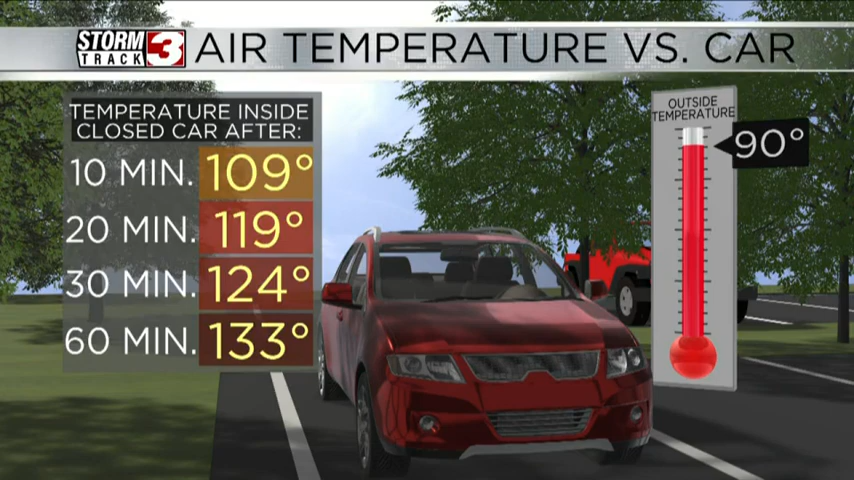 STORM TRACK 3
AIR TEMPERATURE VS. CAR
TEMPERATURE INSIDE
CLOSED CAR AFTER:
10 MIN. 109°
20 MIN. 119°
30 MIN. 124°
60 MIN. 133°
OUTSIDE
TEMPERATURE
90°